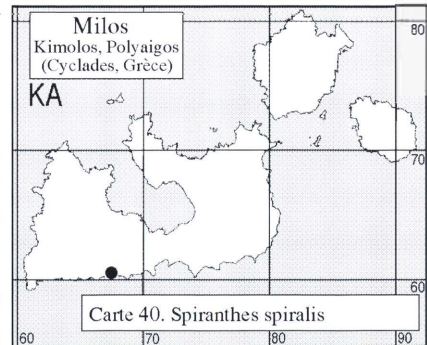 Milos
Kimolos, Polyaigos
(Cyclades, Grèce)
KA
80
70
60
Carte 40. Spiranthes spiralis
60
70
80
90